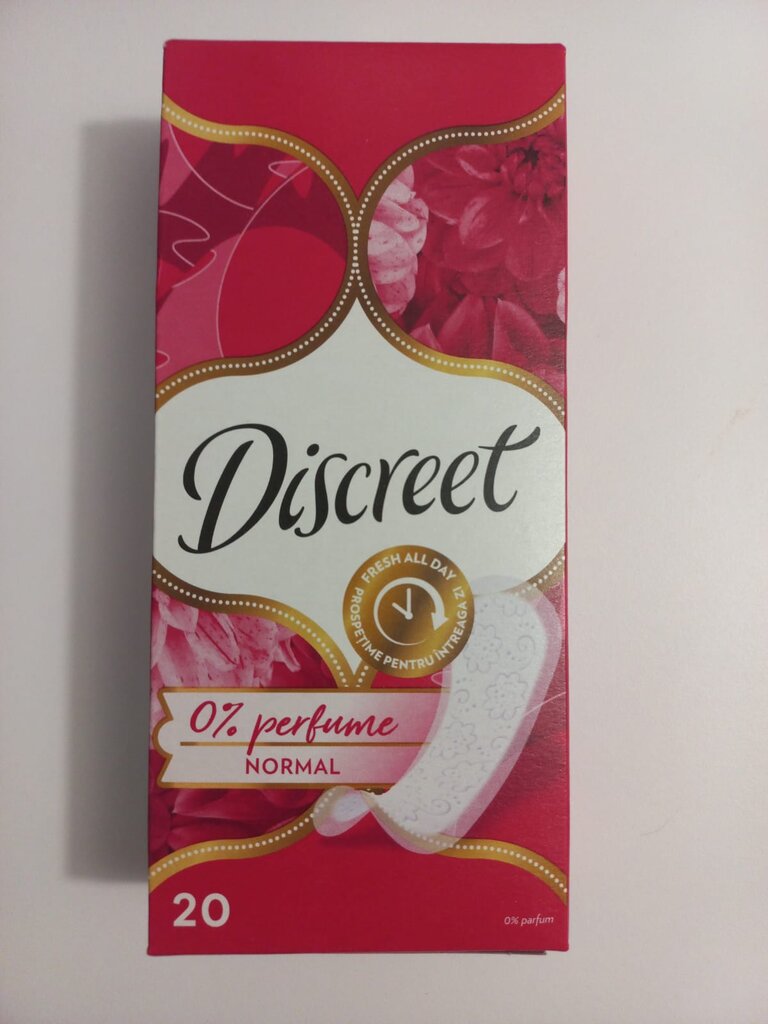 Discreet
FRESH ALL DAY
PROSPEȚIME PENTRU ÎNTREAGA ZI
0% perfume
NORMAL
20
0% parfum